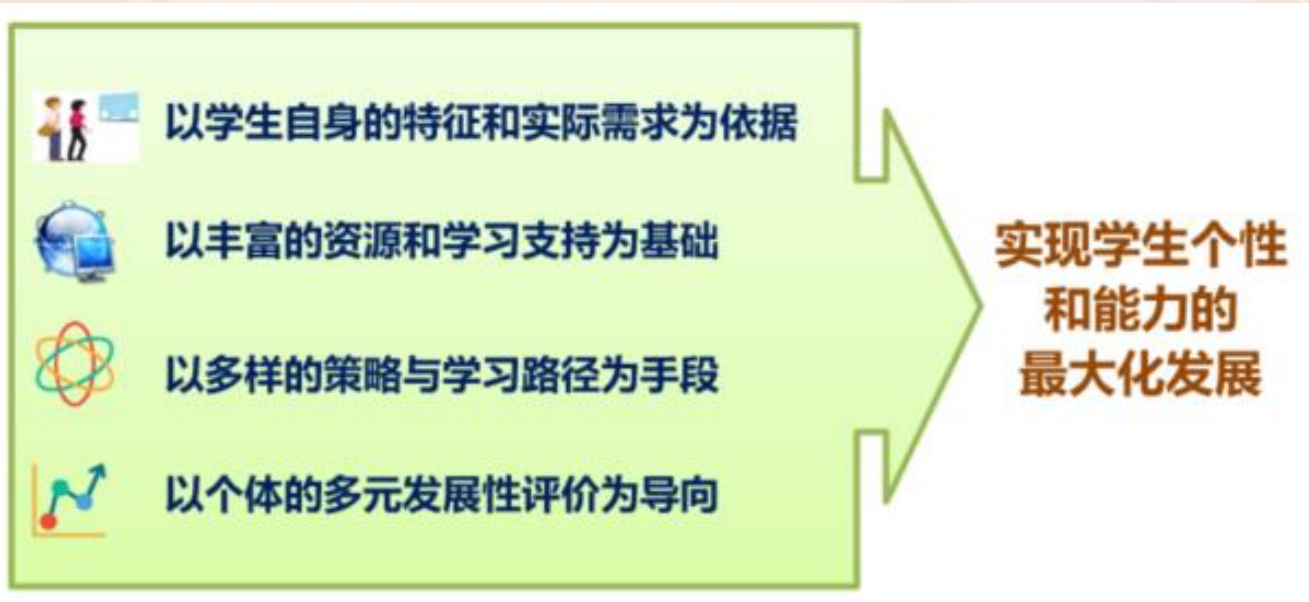 以学生自身的特征和实际需求为依据
以丰富的资源和学习支持为基础
以多样的策略与学习路径为手段
以个体的多元发展性评价为导向
实现学生个性
和能力的
最大化发展